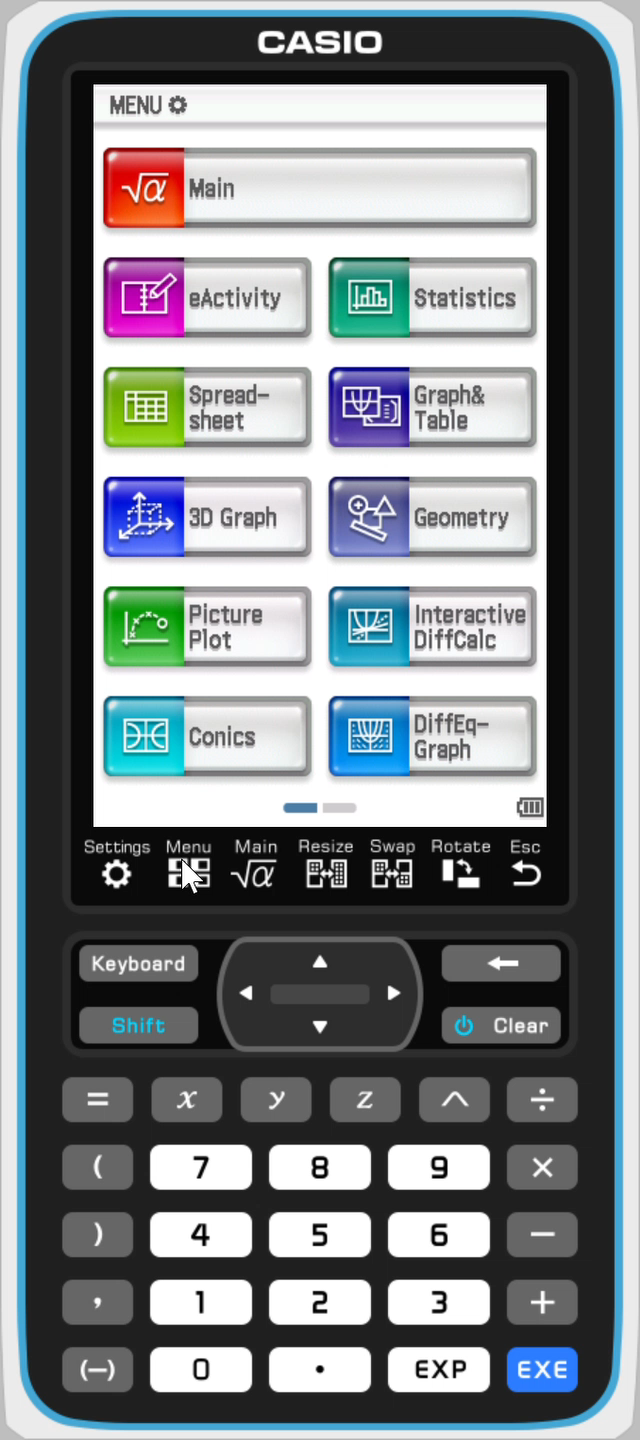 CASIO
MENU
√α Main
eActivity
Statistics
Spread-
sheet
Graph&
Table
3D Graph
Geometry
Picture
Plot
Interactive
DiffCalc
Conics
DiffEq-
Graph
Settings Menu Main Resize Swap Rotate Esc
√α
Keyboard
Shift
Clear
= x y z ^ ÷
( 7 8 9 ×
) 4 5 6 −
, 1 2 3 +
(−) 0 • EXP EXE